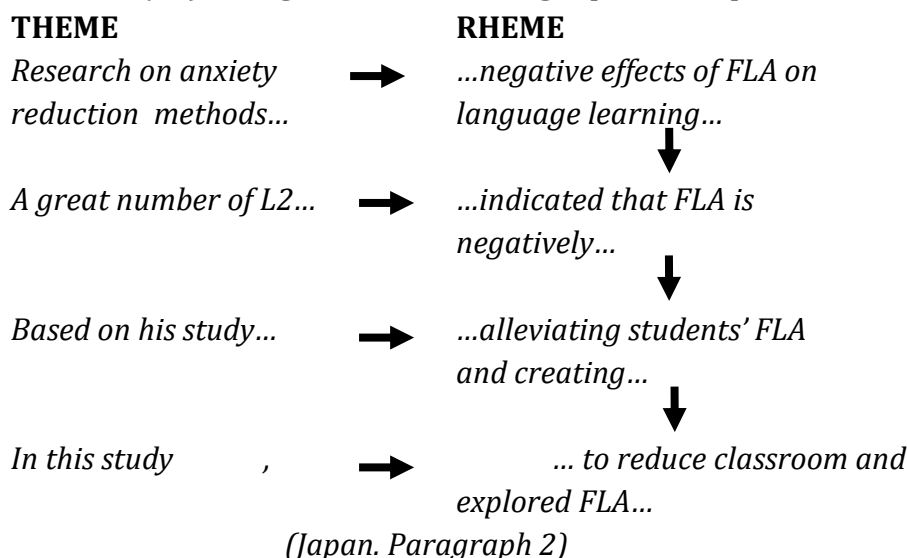 THEME RHEME
Research on anxiety …negative effects of FLA on
reduction methods… language learning…
A great number of L2… …indicated that FLA is
negatively…
Based on his study… …alleviating students’ FLA
and creating…
In this study , … to reduce classroom and
explored FLA…
(Japan. Paragraph 2)